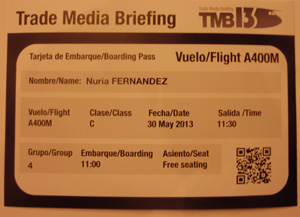 Trade Media Briefing
Trade Media Briefing
TMB13
Tarjeta de Embarque/Boarding Pass
Vuelo/Flight A400M
Nombre/Name: Nuria FERNANDEZ
Vuelo/Flight Clase/Class Fecha/Date Salida /Time
A400M C 30 May 2013 11:30
Grupo/Group Embarque/Boarding Asiento/Seat
4 11:00 Free seating